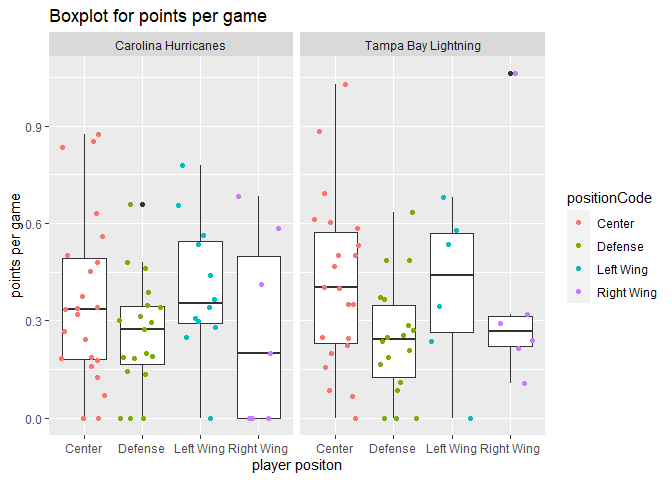 Boxplot for points per game
Carolina Hurricanes
Tampa Bay Lightning
points per game
0.9
0.6
0.3
0.0
Center
Defense
Left Wing
Right Wing
Center
Defense
Left Wing
Right Wing
player positon
positionCode
Center
Defense
Left Wing
Right Wing